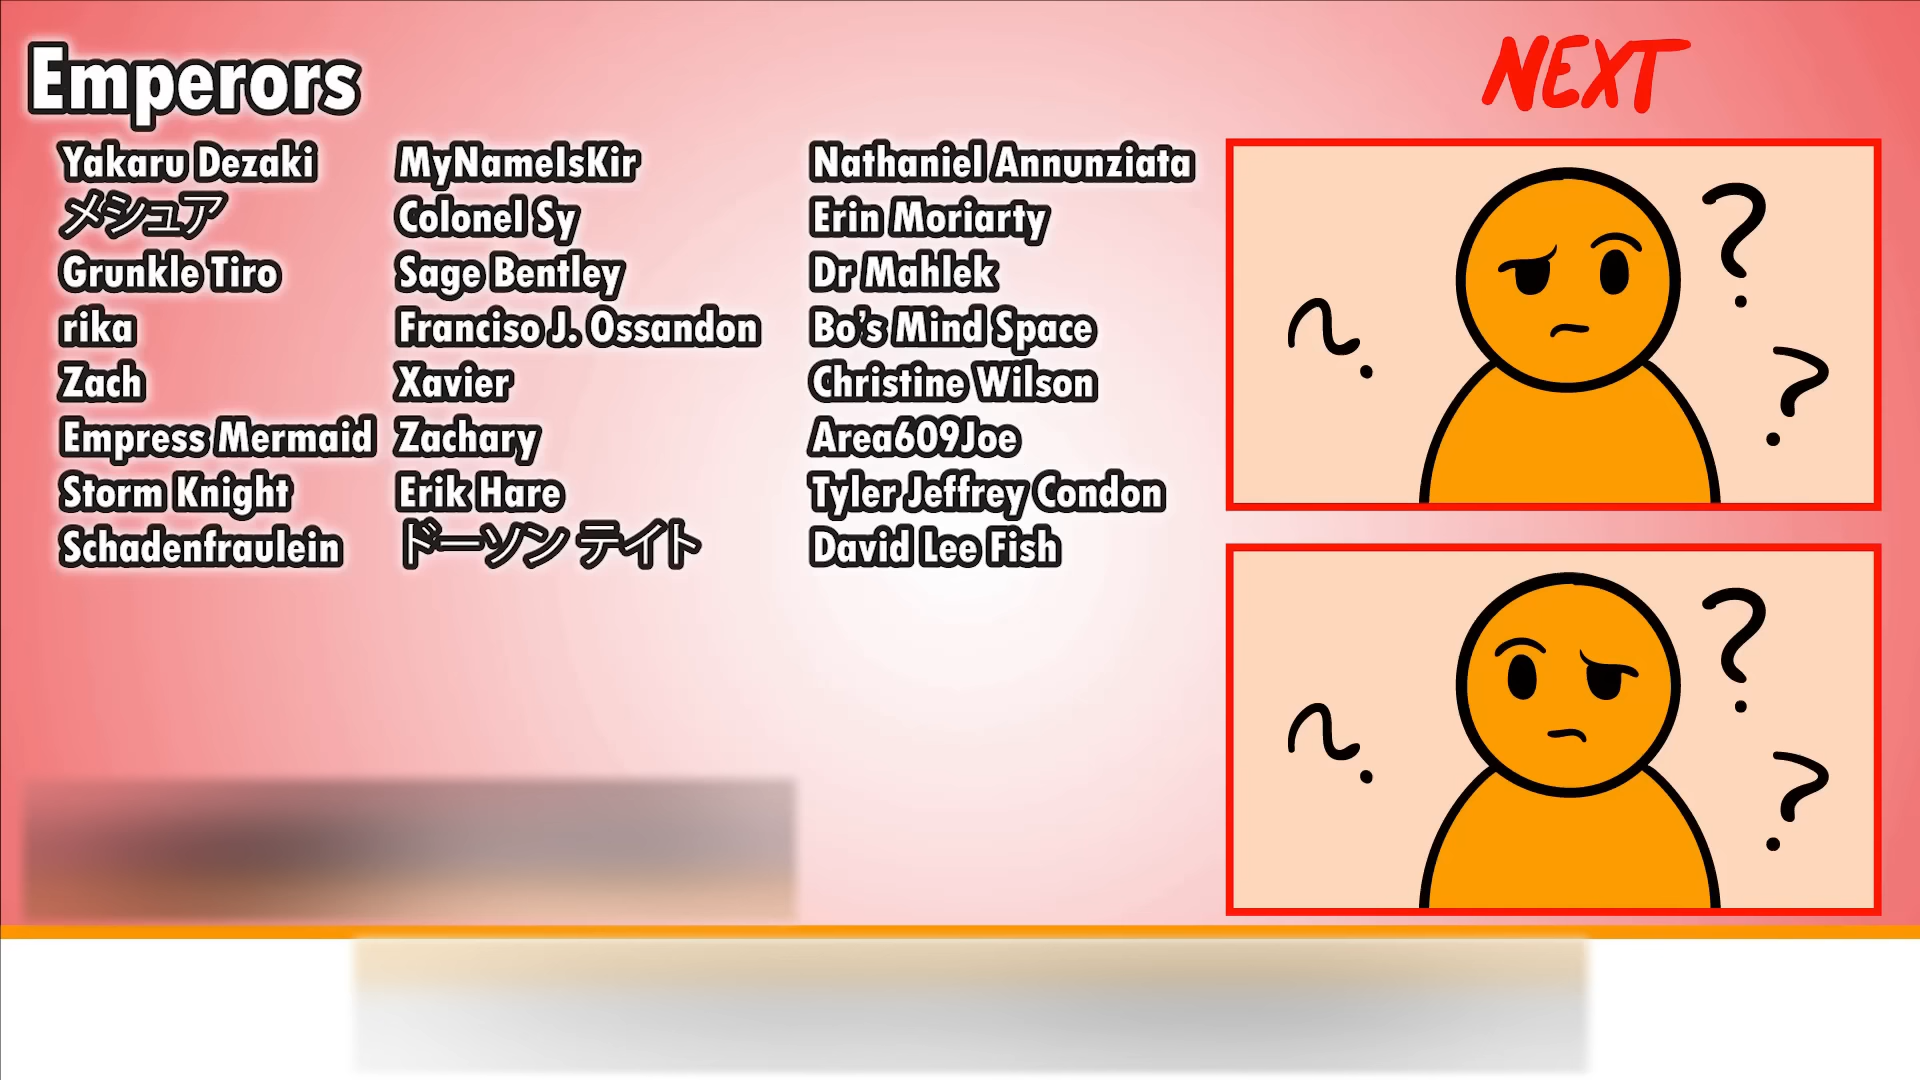 Emperors
NEXT
Yakaru Dezaki
メシュア
Grunkle Tiro
rika
Zach
Empress Mermaid
Storm Knight
Schadenfraulein
MyNameIsKir
Colonel Sy
Sage Bentley
Franciso J. Ossandon
Xavier
Zachary
Erik Hare
ドーソン テイト
Nathaniel Annunziata
Erin Moriarty
Dr Mahlek
Bo's Mind Space
Christine Wilson
Area609Joe
Tyler Jeffrey Condon
David Lee Fish